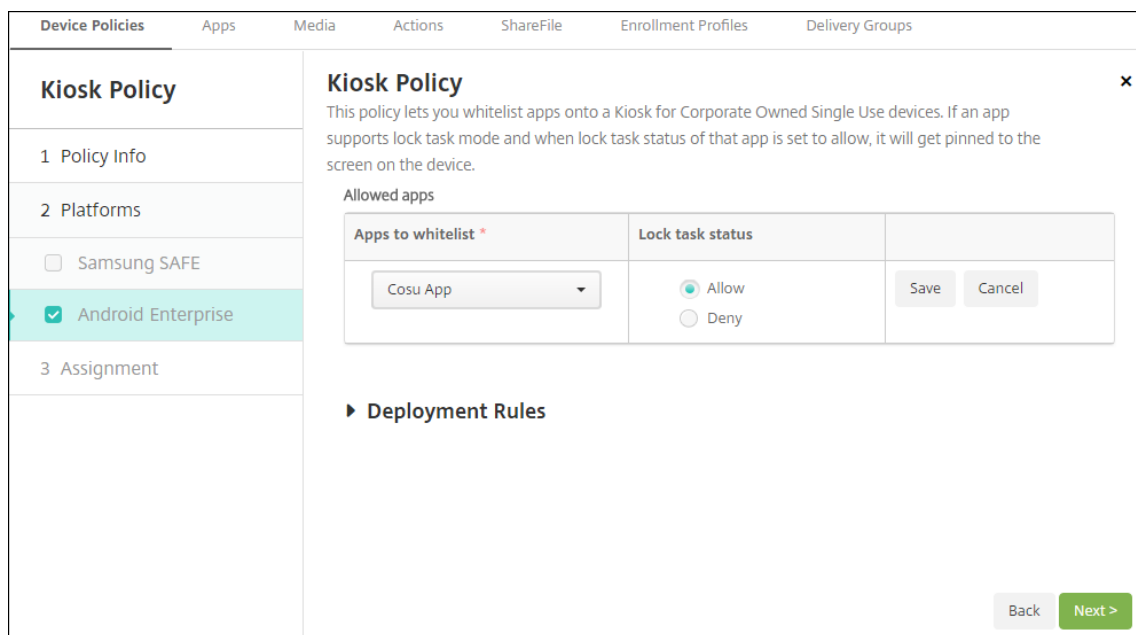 Device Policies Apps Media Actions ShareFile Enrollment Profiles Delivery Groups
Kiosk Policy
1 Policy Info
2 Platforms
Samsung SAFE
Android Enterprise
3 Assignment
Kiosk Policy ×
This policy lets you whitelist apps onto a Kiosk for Corporate Owned Single Use devices. If an app
supports lock task mode and when lock task status of that app is set to allow, it will get pinned to the
screen on the device.
Allowed apps
Apps to whitelist * Lock task status
Cosu App Allow Save Cancel
Deny
Deployment Rules
Back Next >